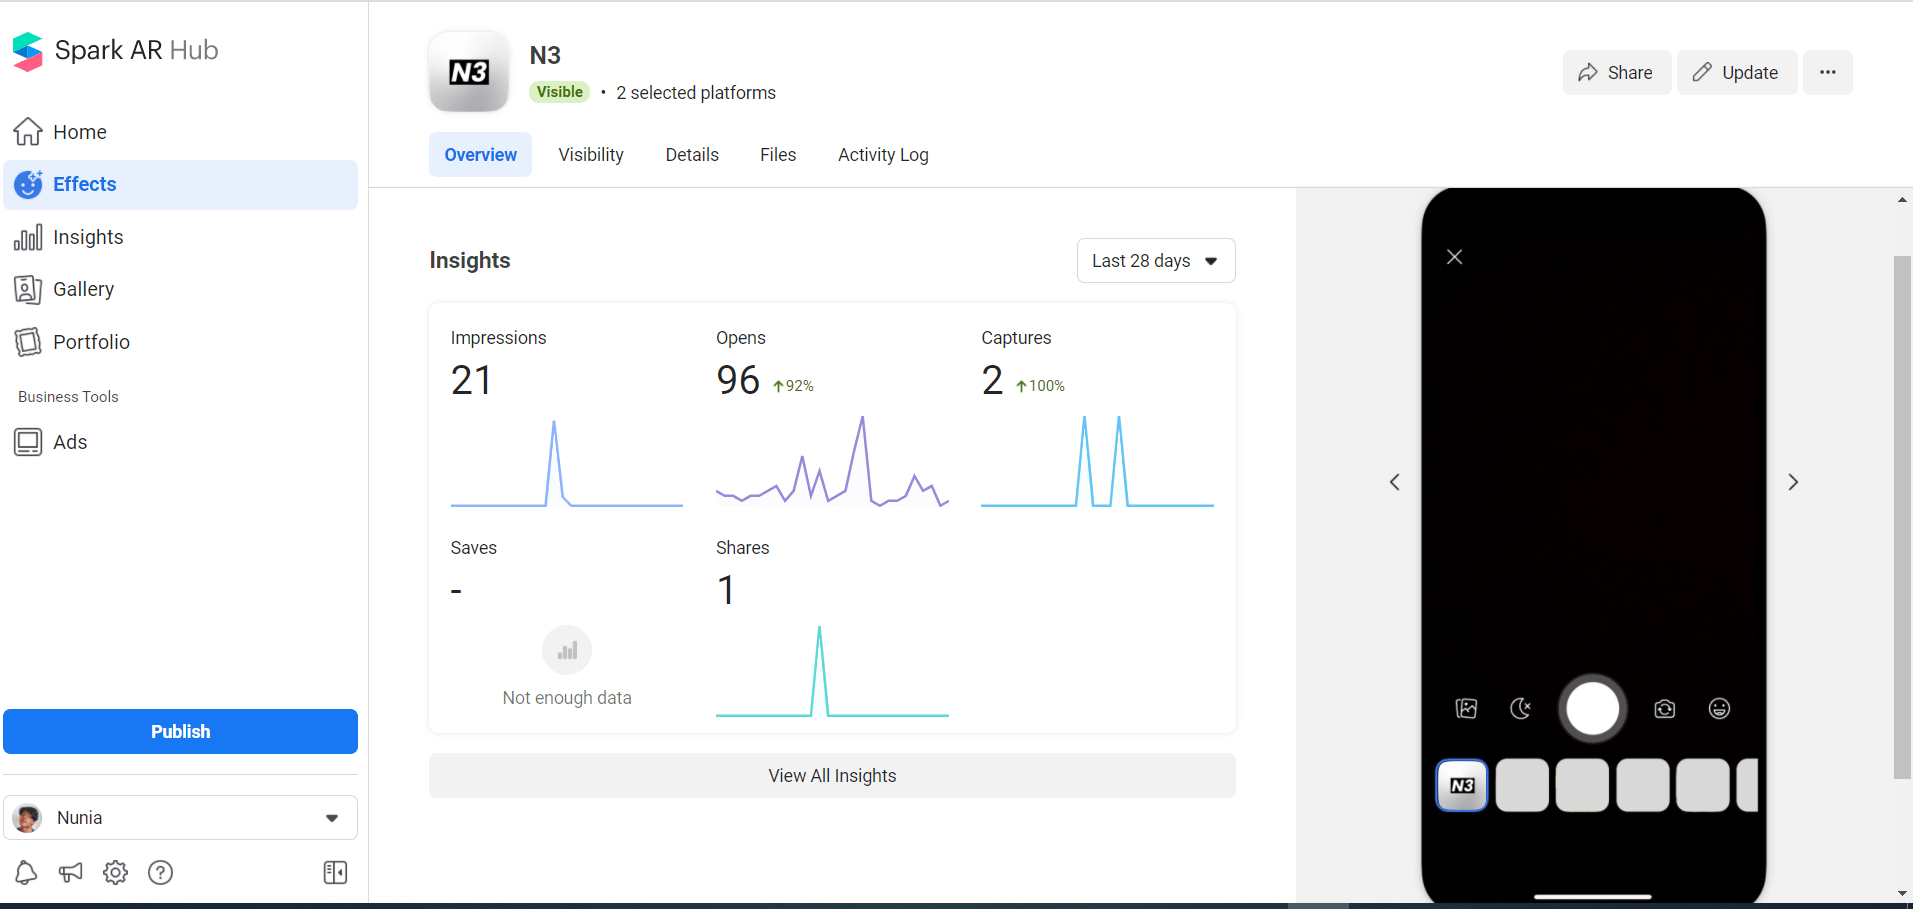 Spark AR Hub
Home
Effects
Insights
Gallery
Portfolio
Business Tools
Ads
Publish
Nunia
N3
N3
Visible • 2 selected platforms
Share
Update
Overview
Visibility
Details
Files
Activity Log
Insights
Last 28 days
Impressions
21
Opens
96 ↑92%
Captures
2 ↑100%
Saves
-
Not enough data
Shares
1
View All Insights
N3